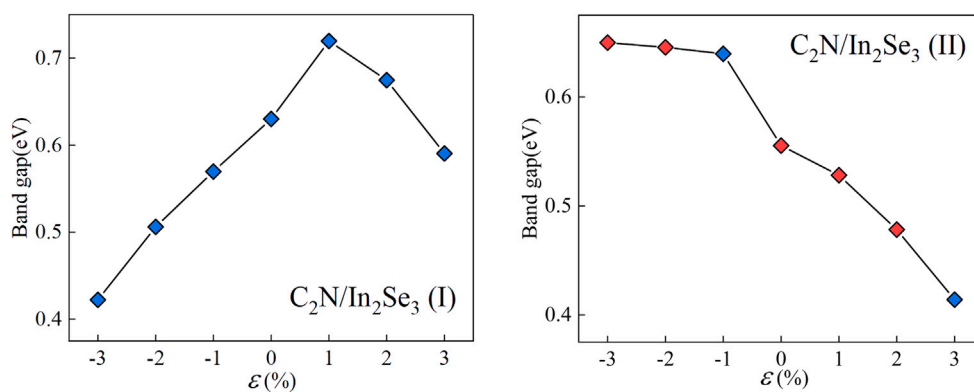 Band gap(eV)
0.7
0.6
0.5
0.4
C₂N/In₂Se₃ (I)
-3 -2 -1 0 1 2 3
ε(%)
Band gap(eV)
0.6
0.5
0.4
C₂N/In₂Se₃ (II)
-3 -2 -1 0 1 2 3
ε(%)